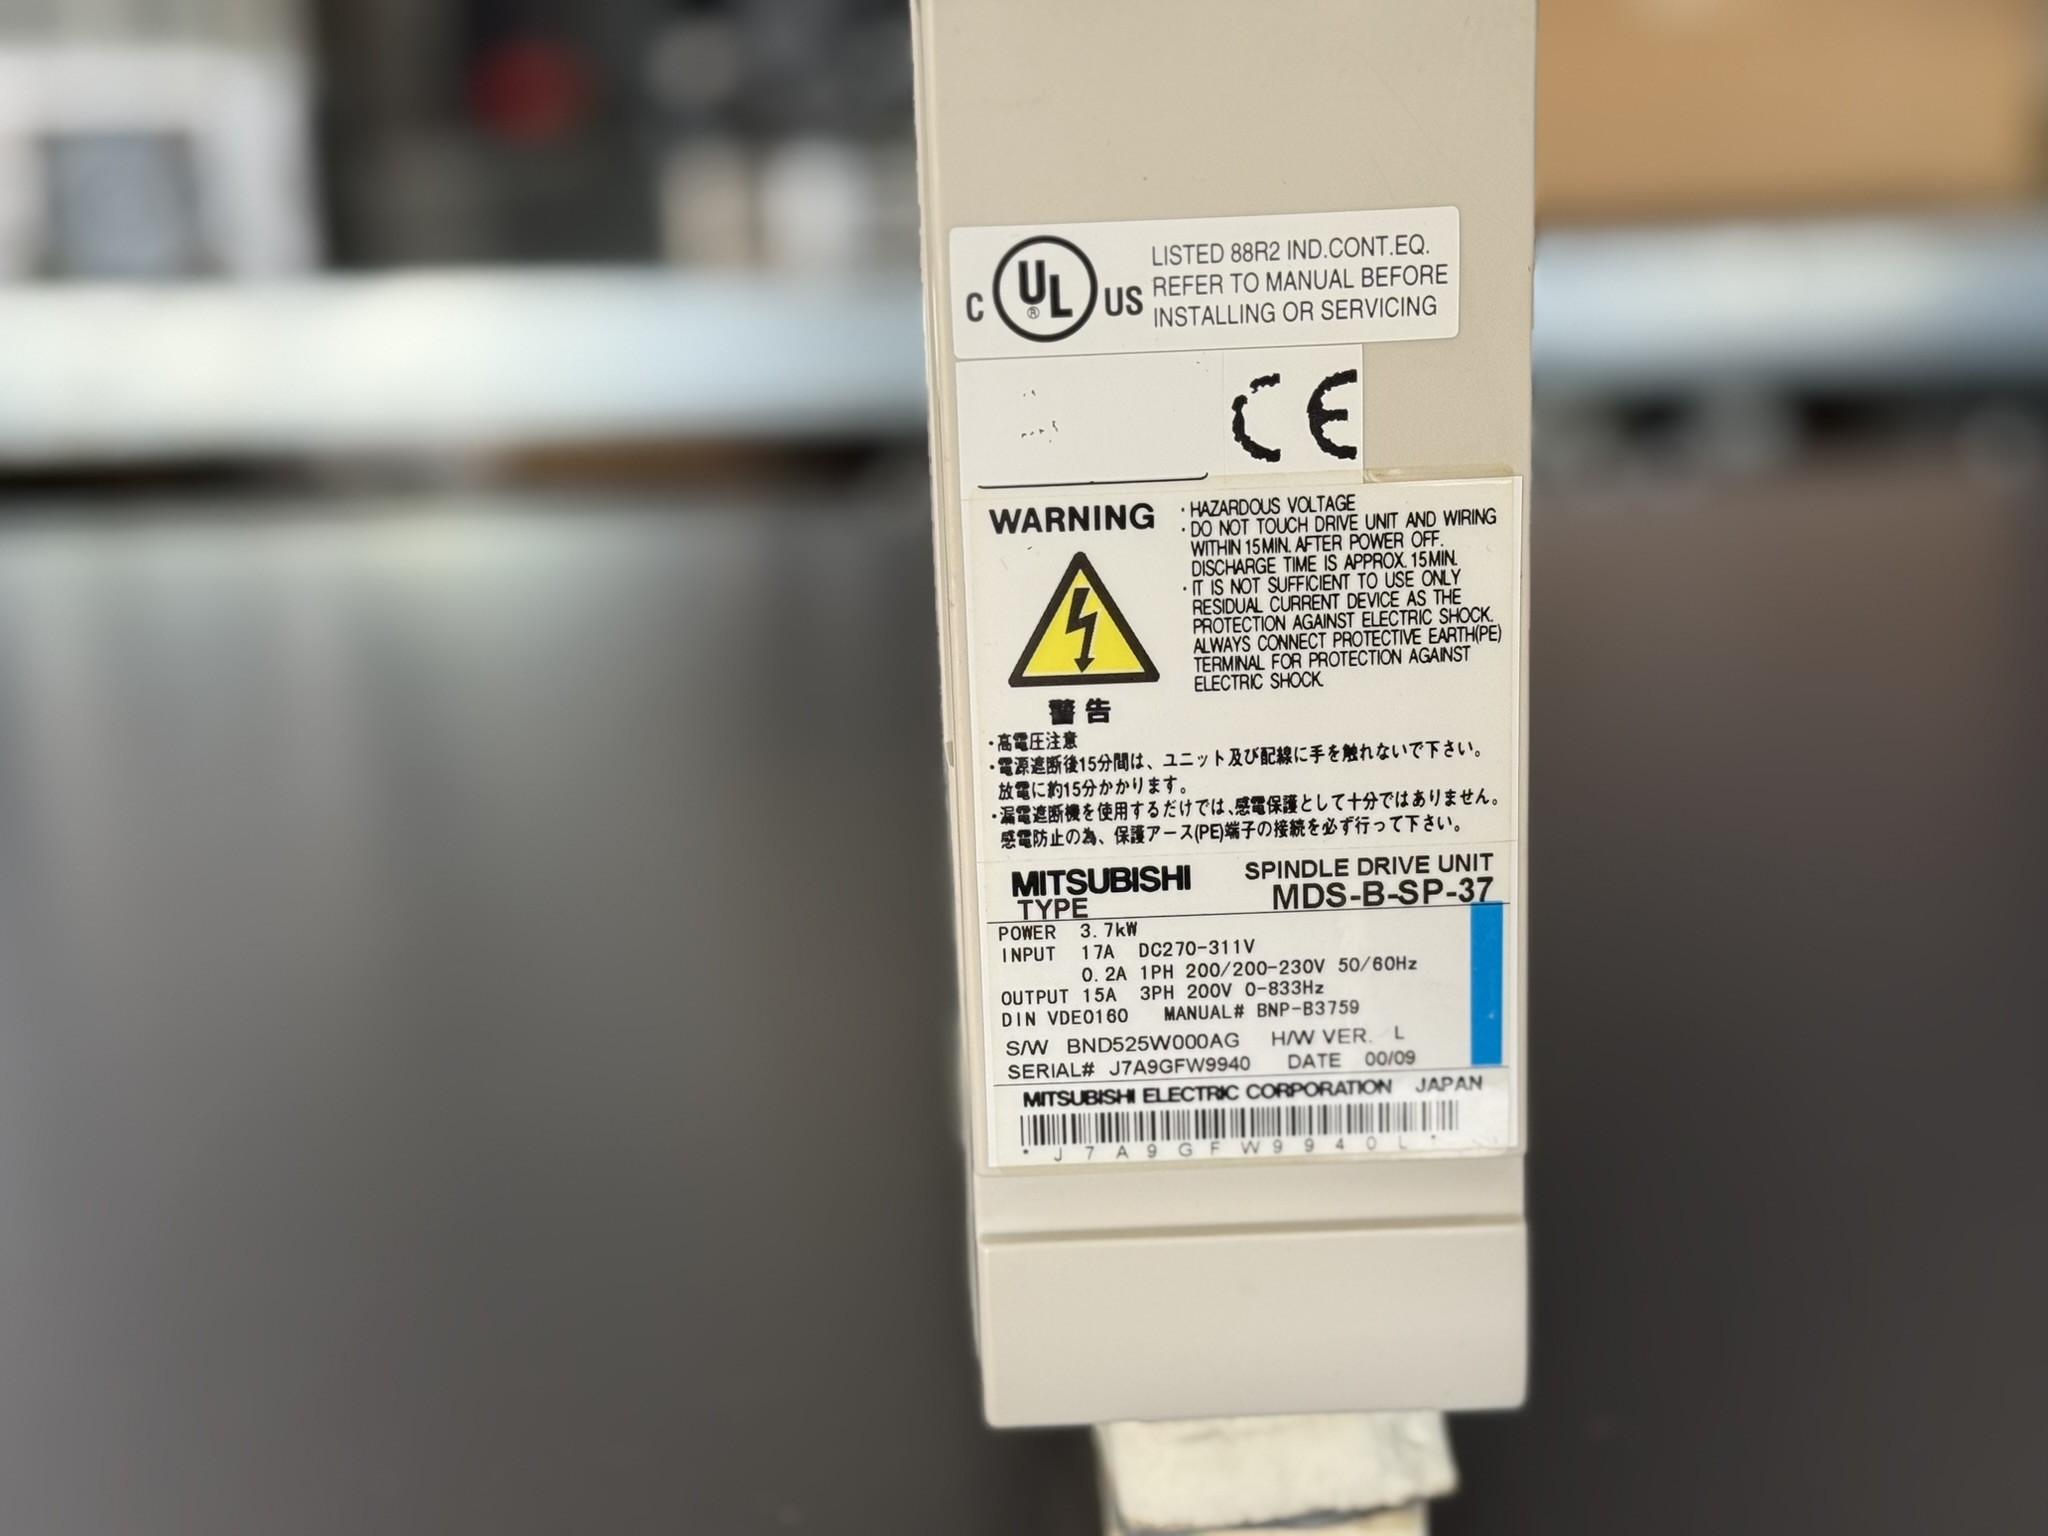 C UL® US
LISTED 88R2 IND.CONT.EQ.
REFER TO MANUAL BEFORE
INSTALLING OR SERVICING
CE
WARNING
・HAZARDOUS VOLTAGE
・DO NOT TOUCH DRIVE UNIT AND WIRING
WITHIN 15MIN. AFTER POWER OFF.
DISCHARGE TIME IS APPROX. 15MIN.
・IT IS NOT SUFFICIENT TO USE ONLY
RESIDUAL CURRENT DEVICE AS THE
PROTECTION AGAINST ELECTRIC SHOCK.
ALWAYS CONNECT PROTECTIVE EARTH(PE)
TERMINAL FOR PROTECTION AGAINST
ELECTRIC SHOCK.
警告
・高電圧注意
・電源遮断後15分間は、ユニット及び配線に手を触れないで下さい。
放電に約15分かかります。
・漏電遮断機を使用するだけでは、感電保護として十分ではありません。
感電防止の為、保護アース(PE)端子の接続を必ず行って下さい。
MITSUBISHI SPINDLE DRIVE UNIT
TYPE MDS-B-SP-37
POWER 3.7kW
INPUT 17A DC270-311V
0.2A 1PH 200/200-230V 50/60Hz
OUTPUT 15A 3PH 200V 0-833Hz
DIN VDE0160 MANUAL# BNP-B3759
S/W BND525W000AG H/W VER. L
SERIAL# J7A9GFW9940 DATE 00/09
MITSUBISHI ELECTRIC CORPORATION JAPAN
*J7A9GFW9940L*